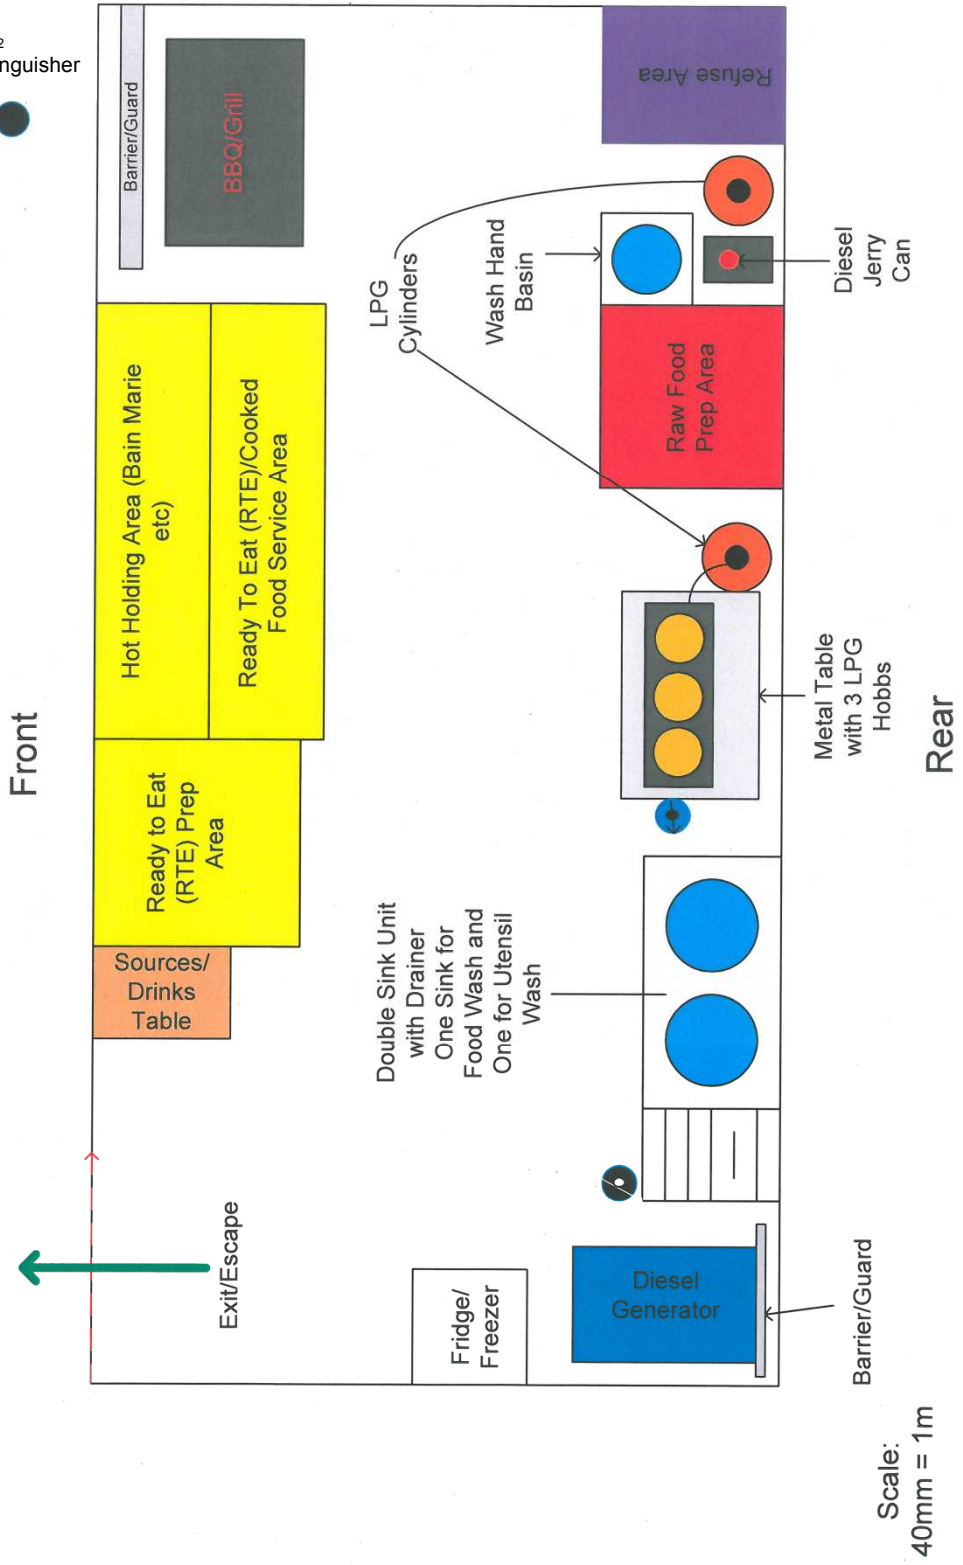 2
nguisher
Front
Barrier/Guard
BBQ/Grill
Refuse Area
Hot Holding Area (Bain Marie
etc)
Ready To Eat (RTE)/Cooked
Food Service Area
Ready to Eat
(RTE) Prep
Area
Sources/
Drinks
Table
LPG
Cylinders
Wash Hand
Basin
Raw Food
Prep Area
Diesel
Jerry
Can
Metal Table
with 3 LPG
Hobbs
Double Sink Unit
with Drainer
One Sink for
Food Wash and
One for Utensil
Wash
Exit/Escape
Fridge/
Freezer
Diesel
Generator
Barrier/Guard
Rear
Scale:
40mm = 1m